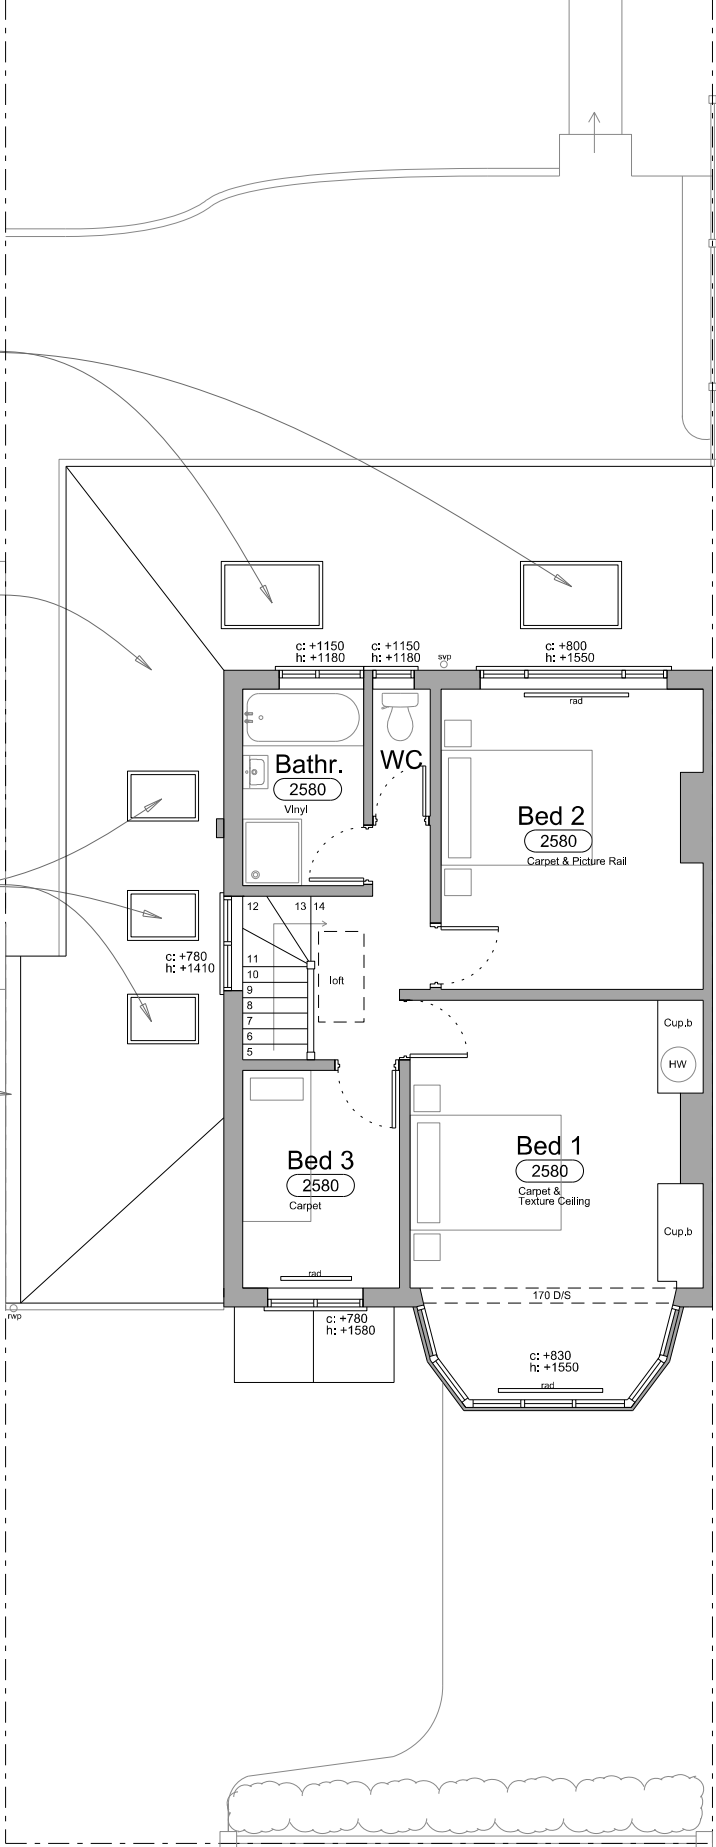 c: +1150
h: +1180
c: +1150
h: +1180
svp
c: +800
h: +1550
rad
Bathr.
2580
Vlnyl
WC
Bed 2
2580
Carpet & Picture Rail
12
13
14
11
10
9
8
7
6
5
c: +780
h: +1410
loft
Cup.b
HW
Bed 3
2580
Carpet
Bed 1
2580
Carpet &
Texture Ceiling
Cup.b
rad
170 D/S
rwp
c: +780
h: +1580
c: +830
h: +1550
rad